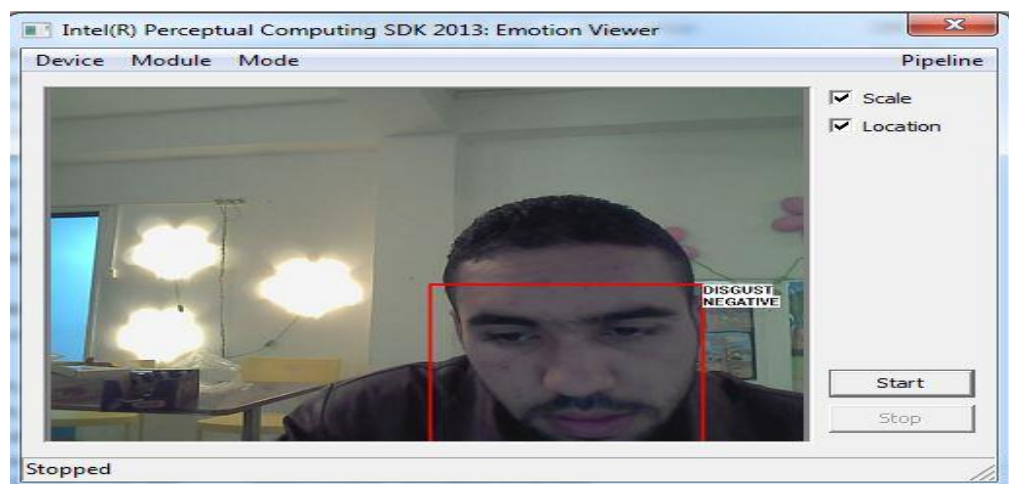 Intel(R) Perceptual Computing SDK 2013: Emotion Viewer
Device Module Mode Pipeline
Scale
Location
DISGUST
NEGATIVE
Start
Stop
Stopped